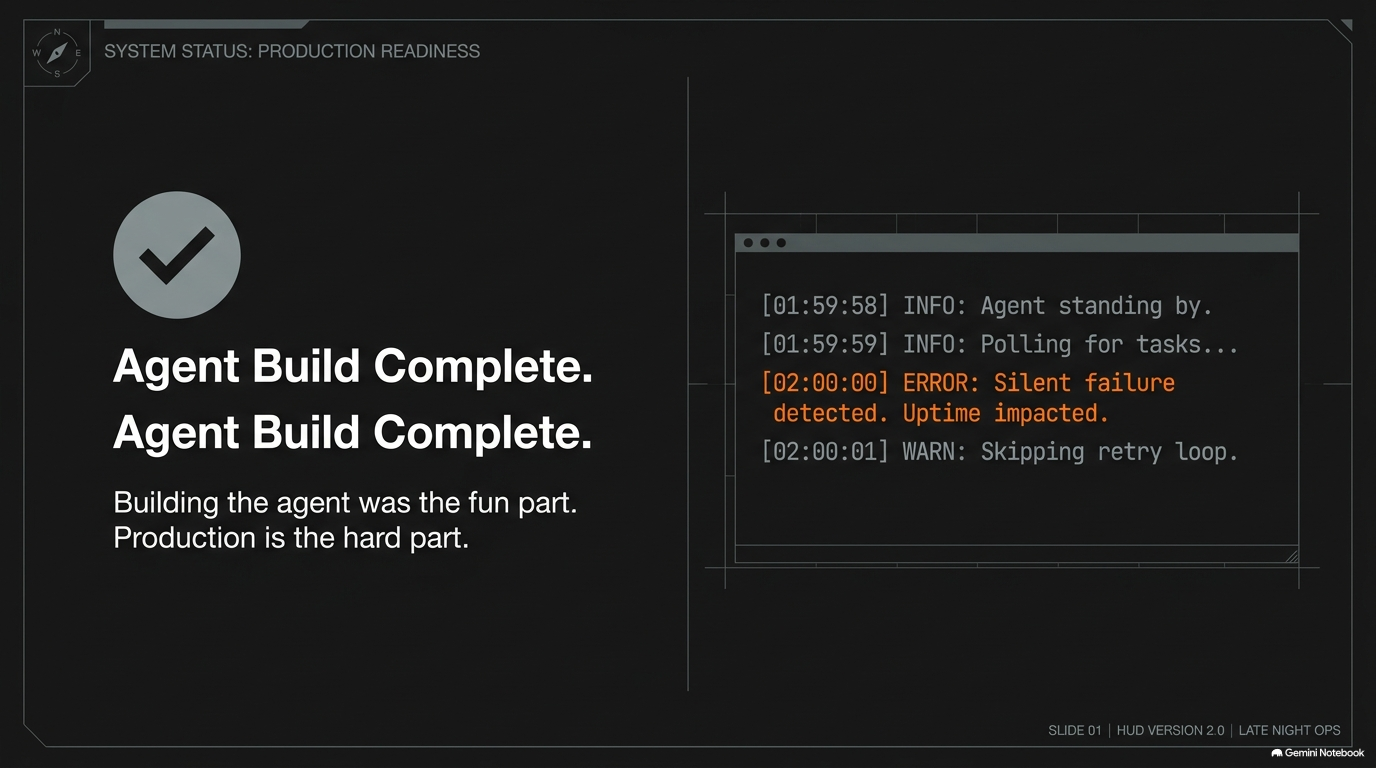 N
W E
S
SYSTEM STATUS: PRODUCTION READINESS
Agent Build Complete.
Agent Build Complete.
Building the agent was the fun part.
Production is the hard part.
[01:59:58] INFO: Agent standing by.
[01:59:59] INFO: Polling for tasks...
[02:00:00] ERROR: Silent failure
detected. Uptime impacted.
[02:00:01] WARN: Skipping retry loop.
SLIDE 01 | HUD VERSION 2.0 | LATE NIGHT OPS
Gemini Notebook